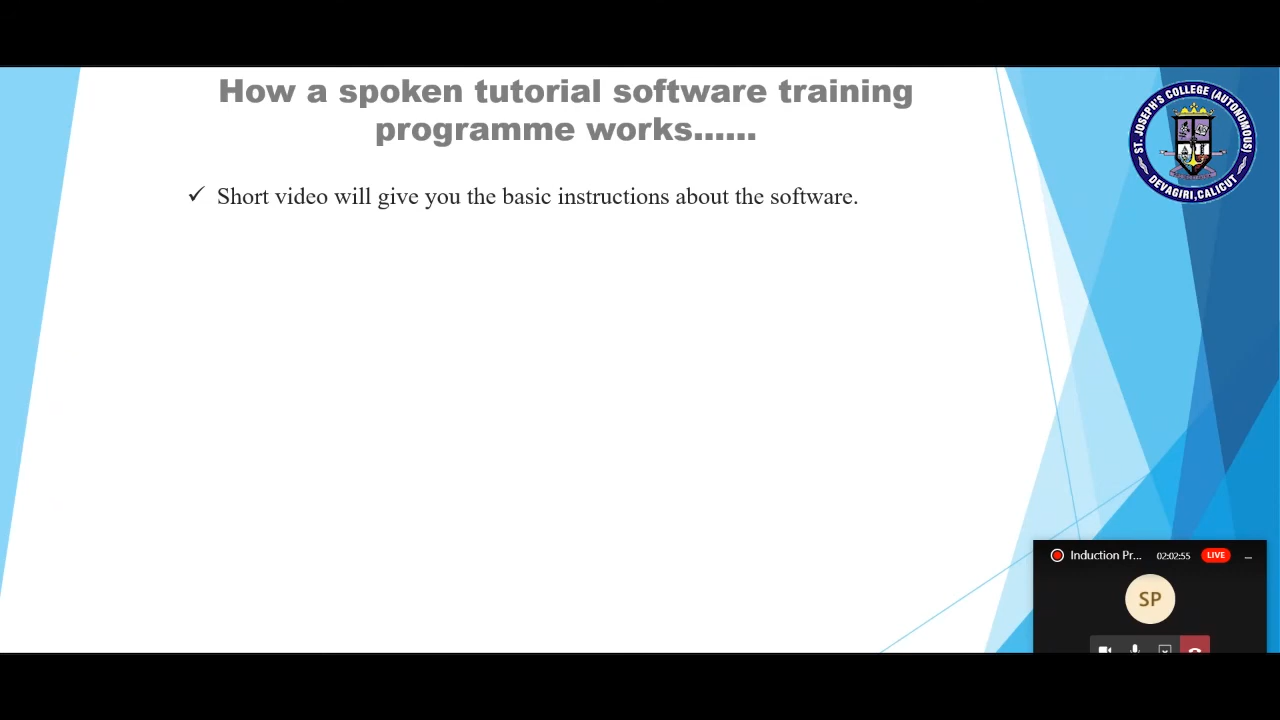 How a spoken tutorial software training
programme works......
✓ Short video will give you the basic instructions about the software.
ST. JOSEPH'S COLLEGE (AUTONOMOUS)
DEVAGIRI, CALICUT
Induction Pr... 02:02:55 LIVE
SP